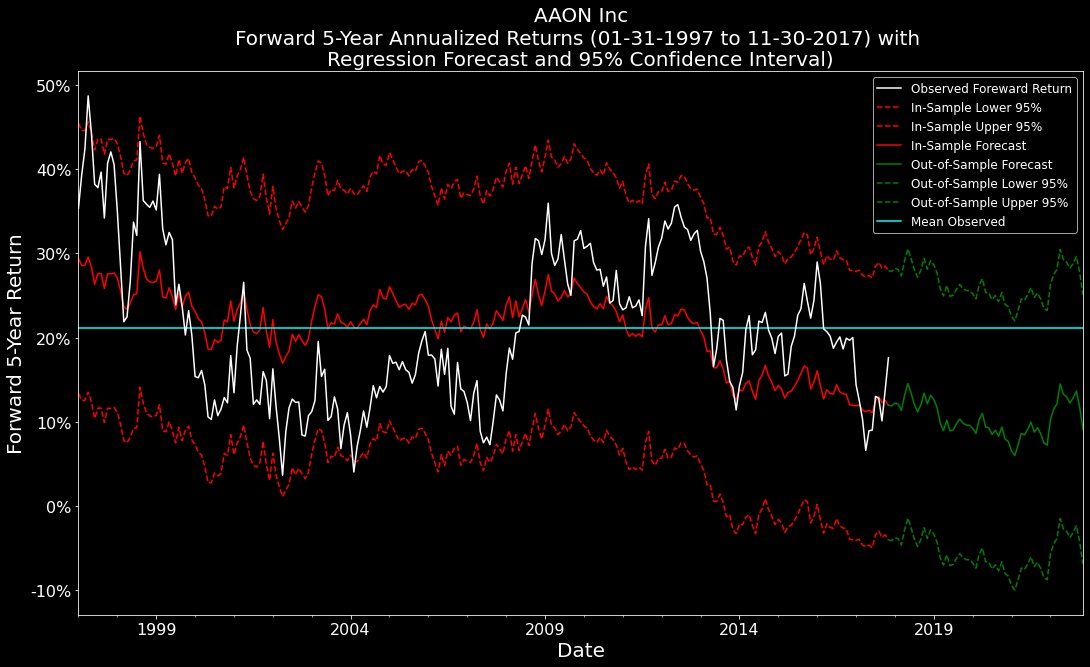 AAON Inc
Forward 5-Year Annualized Returns (01-31-1997 to 11-30-2017) with
Regression Forecast and 95% Confidence Interval)
50%
40%
30%
20%
10%
0%
-10%
Forward 5-Year Return
Observed Foreward Return
In-Sample Lower 95%
In-Sample Upper 95%
In-Sample Forecast
Out-of-Sample Forecast
Out-of-Sample Lower 95%
Out-of-Sample Upper 95%
Mean Observed
1999
2004
2009
2014
2019
Date